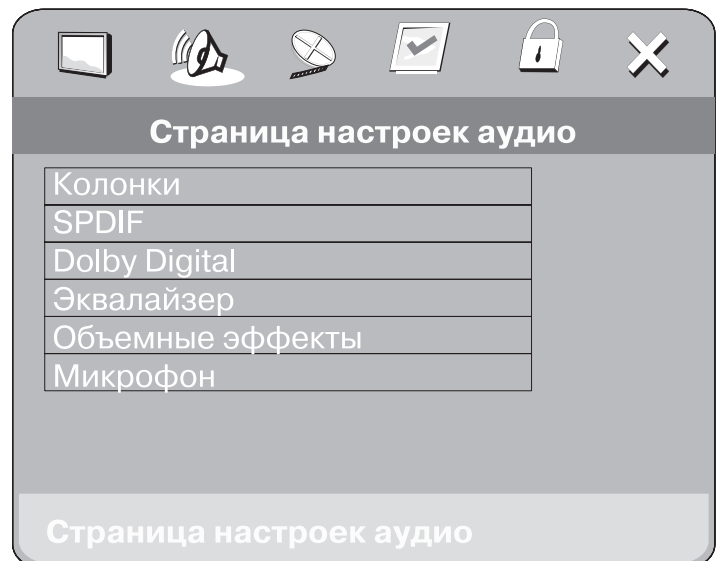 Страница настроек аудио
Колонки
SPDIF
Dolby Digital
Эквалайзер
Объемные эффекты
Микрофон
Страница настроек аудио